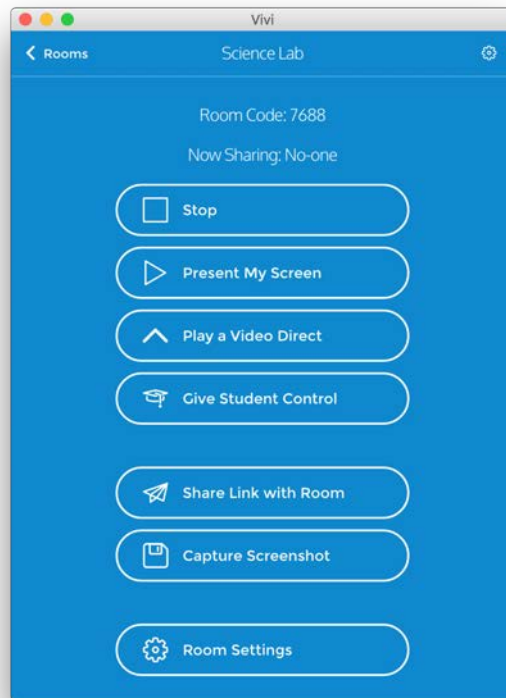 Vivi
Rooms
Science Lab
Room Code: 7688
Now Sharing: No-one
Stop
Present My Screen
Play a Video Direct
Give Student Control
Share Link with Room
Capture Screenshot
Room Settings